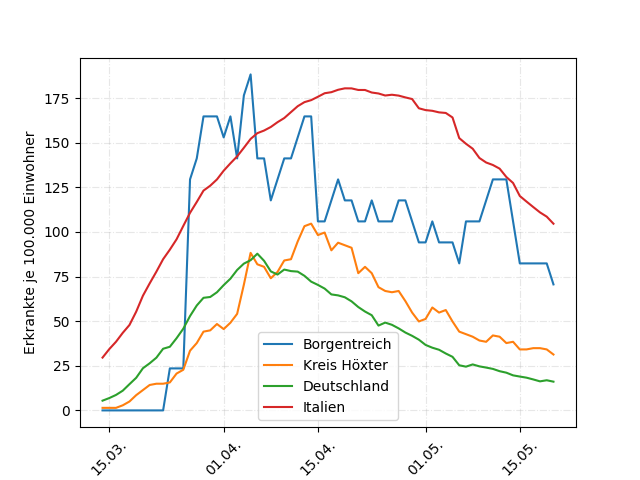 Erkrankte je 100.000 Einwohner
175
150
125
100
75
50
25
0
Borgentreich
Kreis Höxter
Deutschland
Italien
15.03.
01.04.
15.04.
01.05.
15.05.